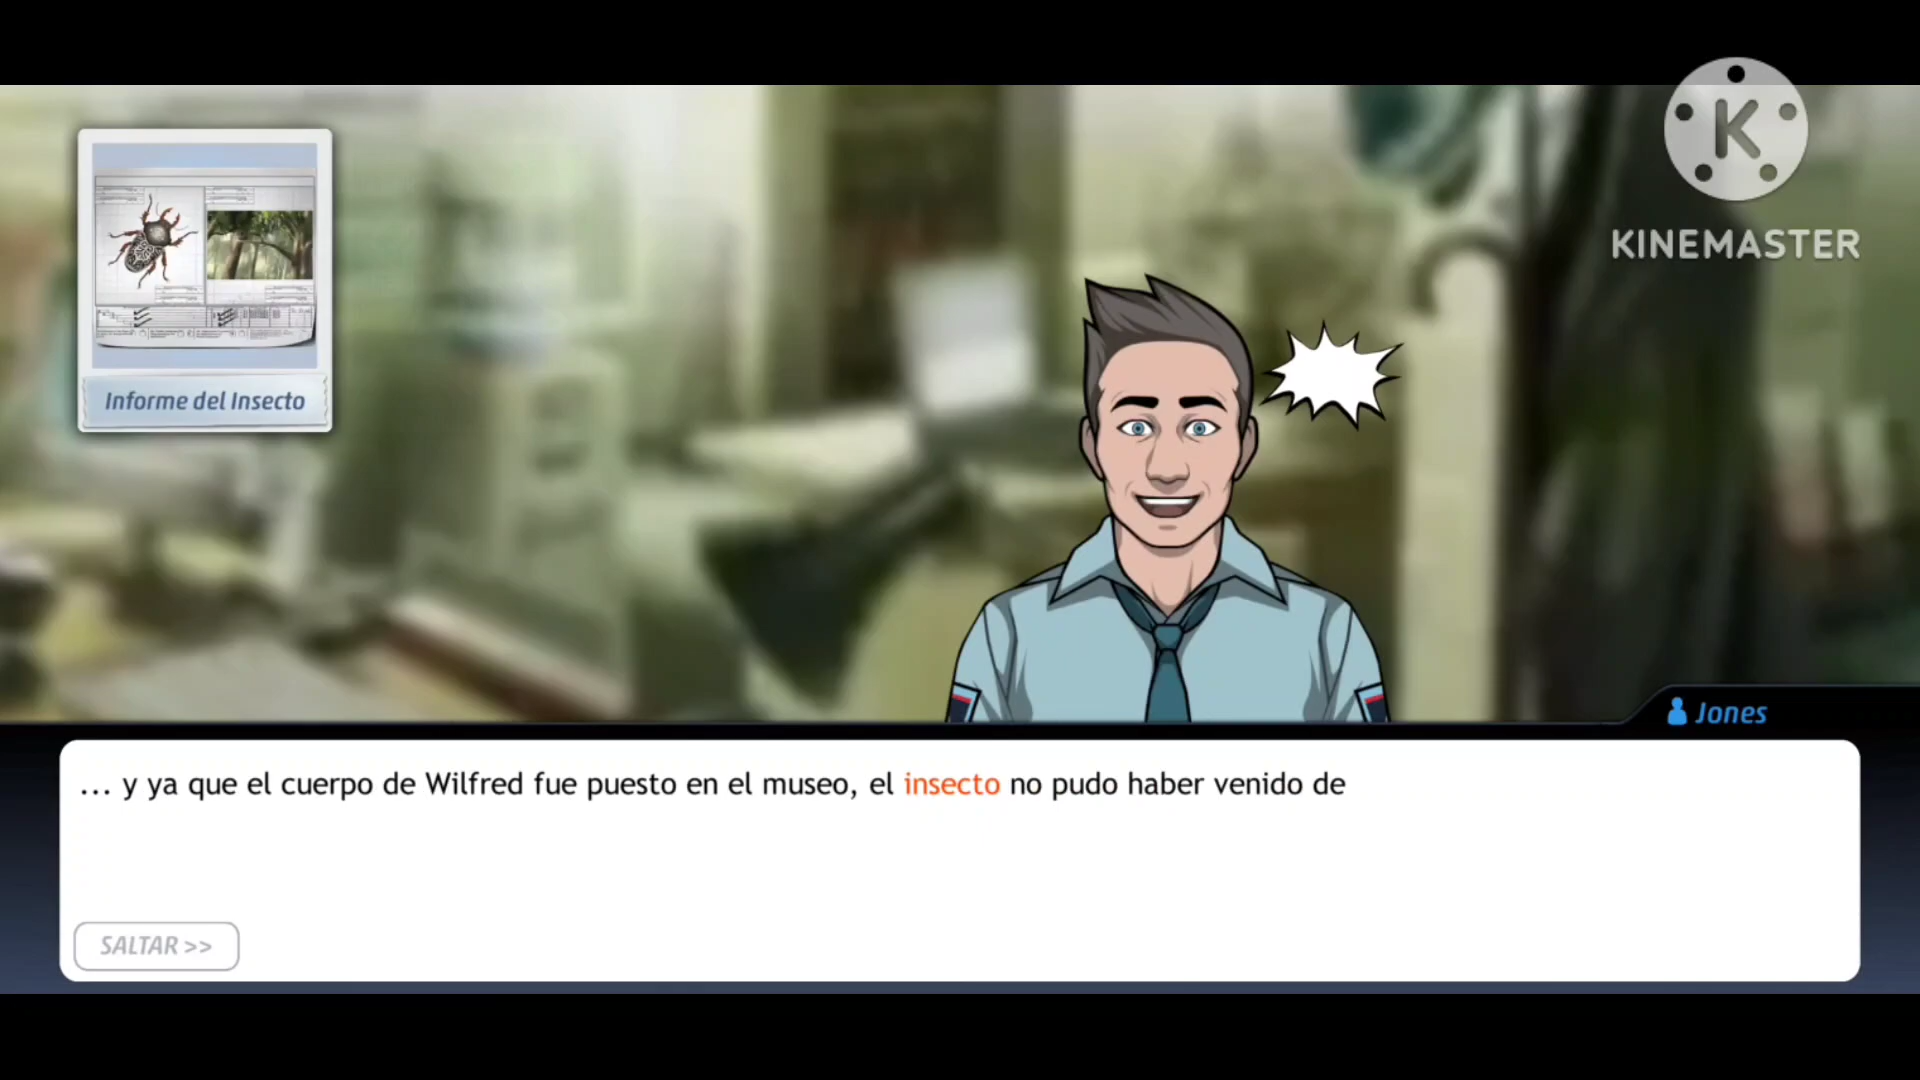 K
KINEMASTER
Informe del Insecto
Jones
... y ya que el cuerpo de Wilfred fue puesto en el museo, el insecto no pudo haber venido de
SALTAR >>